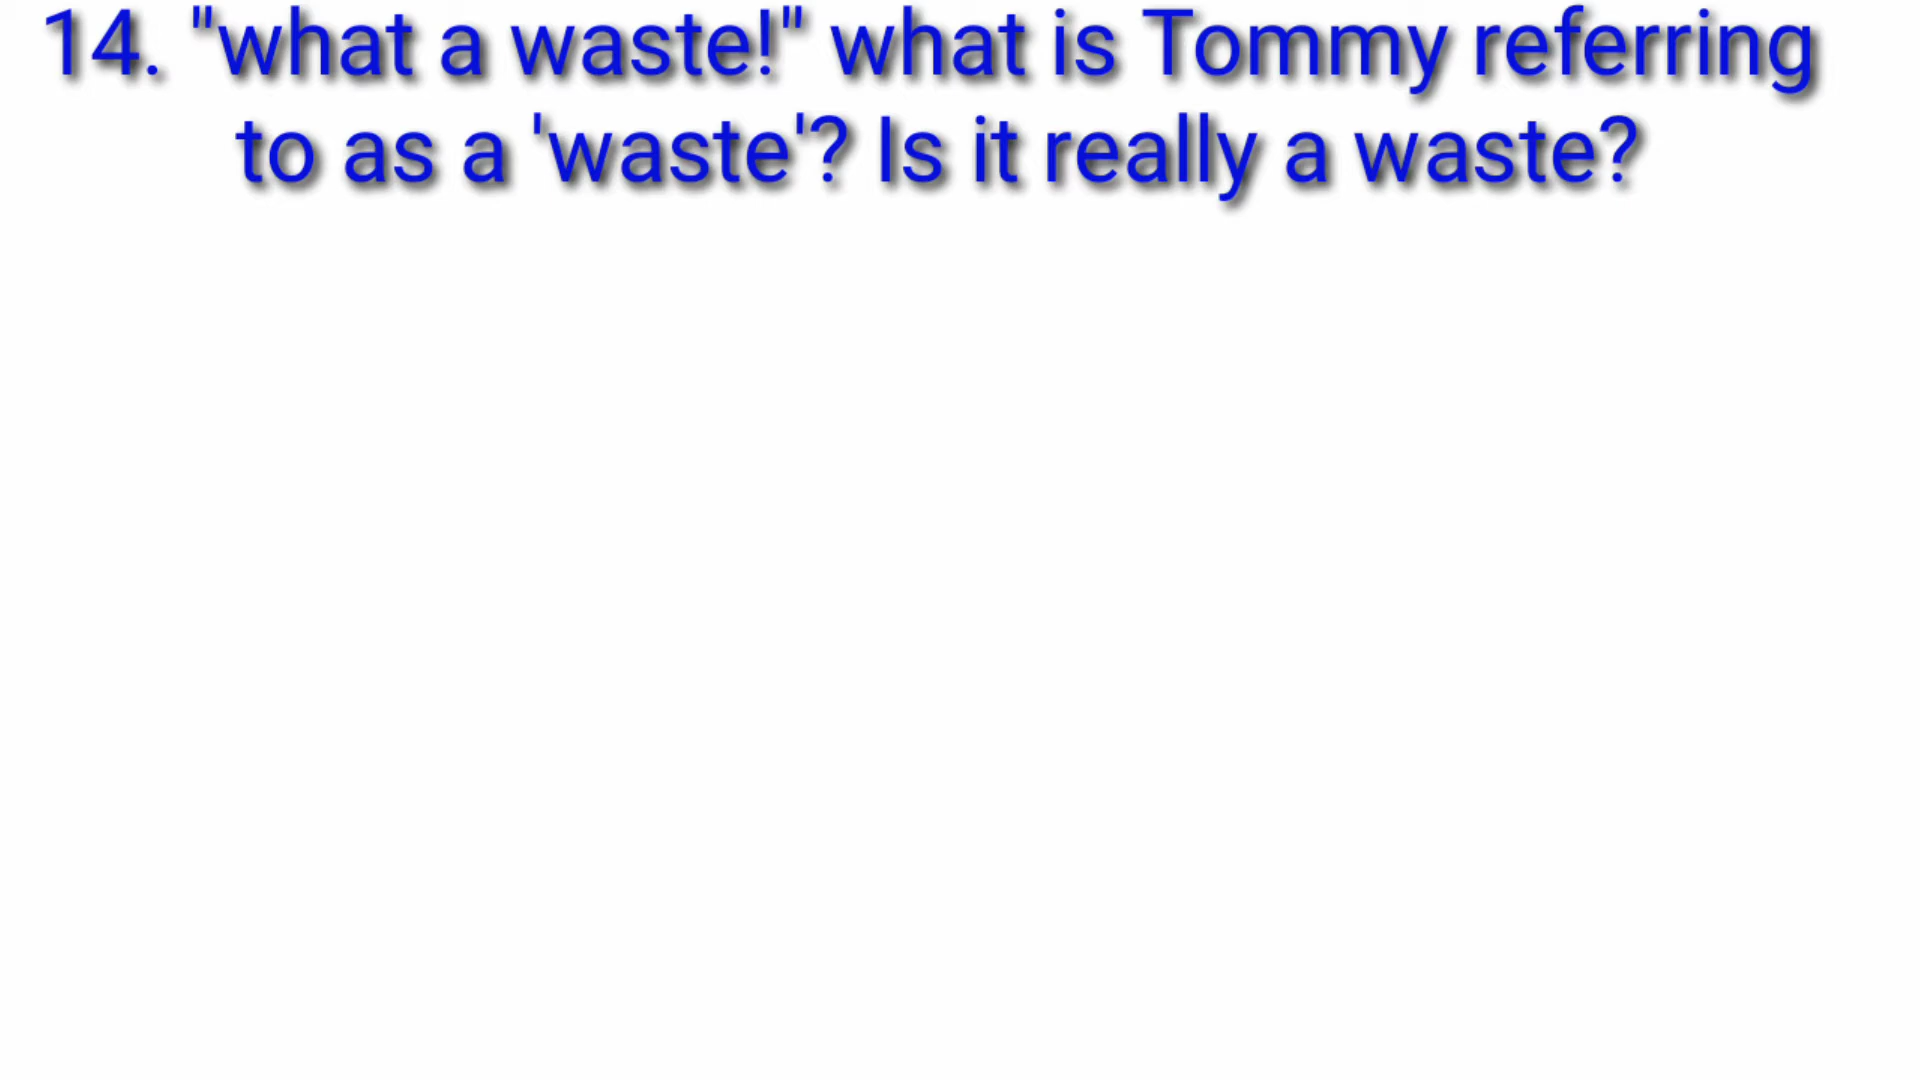 14. "what a waste!" what is Tommy referring
to as a 'waste'? Is it really a waste?